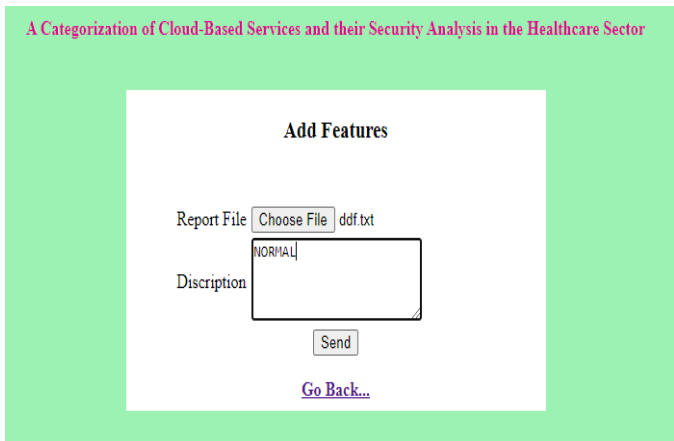 A Categorization of Cloud-Based Services and their Security Analysis in the Healthcare Sector
Add Features
Report File Choose File ddf.txt
NORMAL
Discription
Send
Go Back...